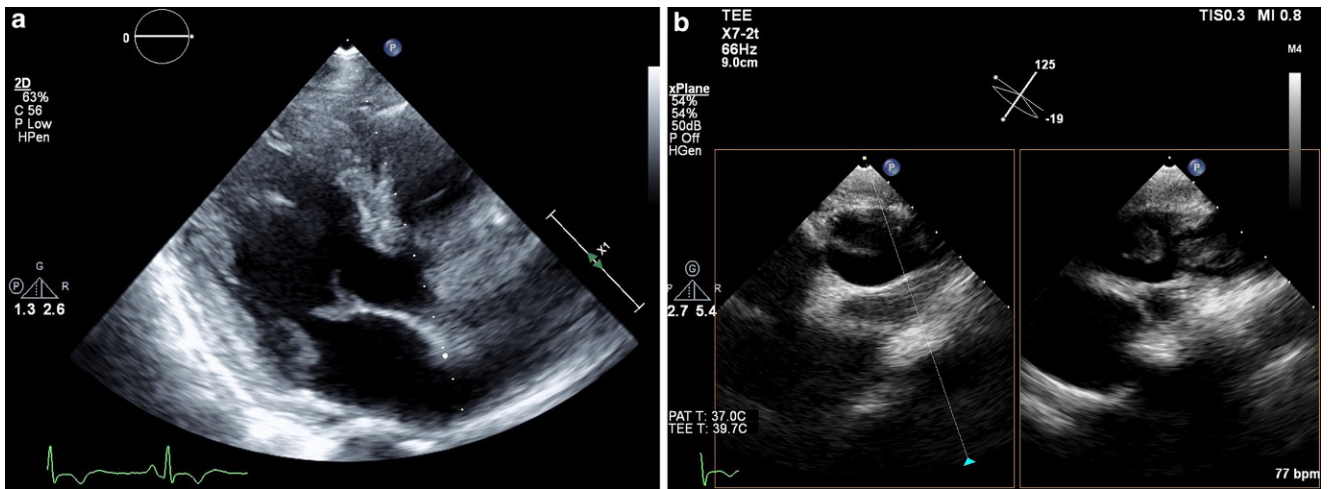 a
0
P
2D
63%
C 56
P Low
HPen
X1
G
P R
1.3 2.6
b
TEE
X7-2t
66Hz
9.0cm
TIS0.3 MI 0.8
M4
125
-19
xPlane
54%
54%
50dB
P Off
HGen
P
P
G
P R
2.7 5.4
PAT T: 37.0C
TEE T: 39.7C
77 bpm